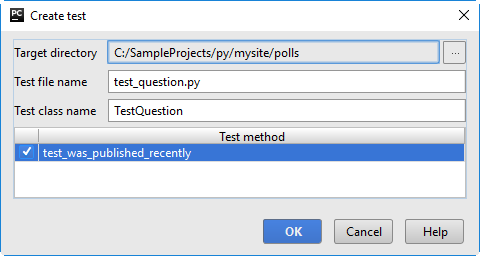 PC Create test
Target directory C:/SampleProjects/py/mysite/polls ...
Test file name test_question.py
Test class name TestQuestion
Test method
test_was_published_recently
OK Cancel Help